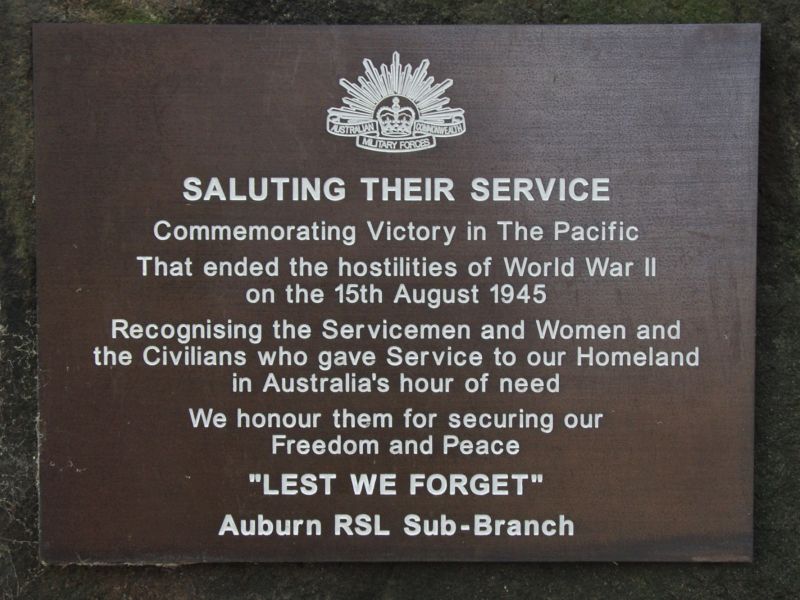 AUSTRALIAN COMMONWEALTH
MILITARY FORCES
SALUTING THEIR SERVICE
Commemorating Victory in The Pacific
That ended the hostilities of World War II
on the 15th August 1945
Recognising the Servicemen and Women and
the Civilians who gave Service to our Homeland
in Australia's hour of need
We honour them for securing our
Freedom and Peace
"LEST WE FORGET"
Auburn RSL Sub-Branch